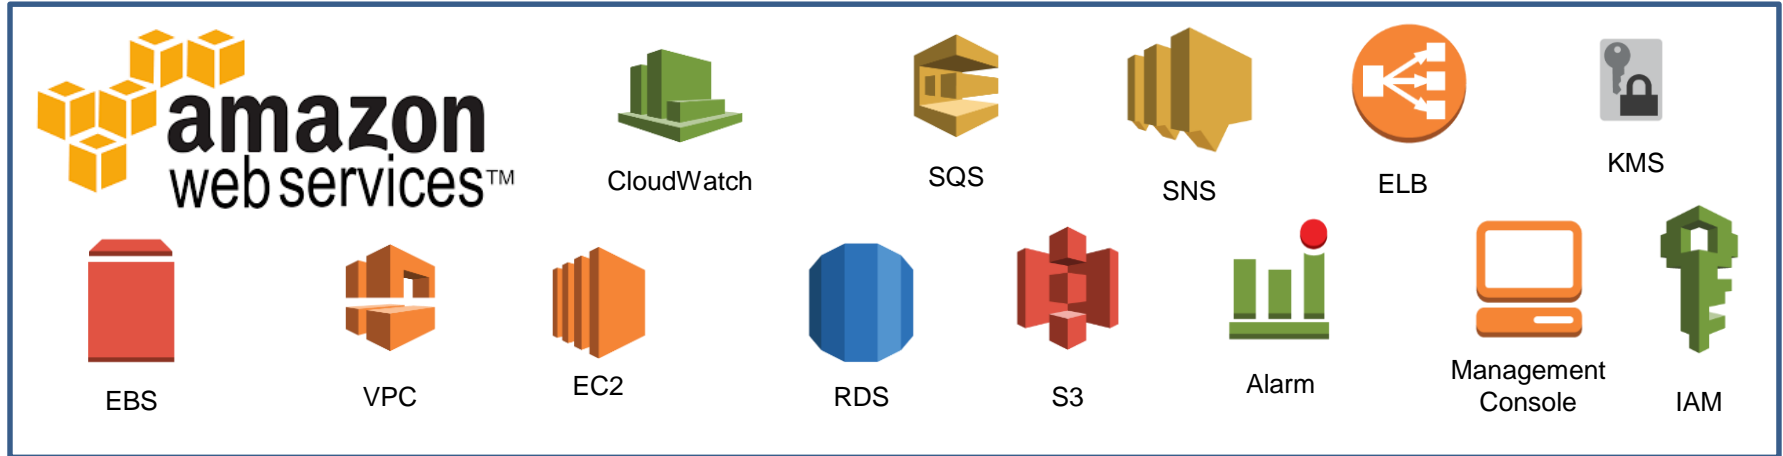 amazon
web services™
CloudWatch
SQS
SNS
ELB
KMS
EBS
VPC
EC2
RDS
S3
Alarm
Management
Console
IAM